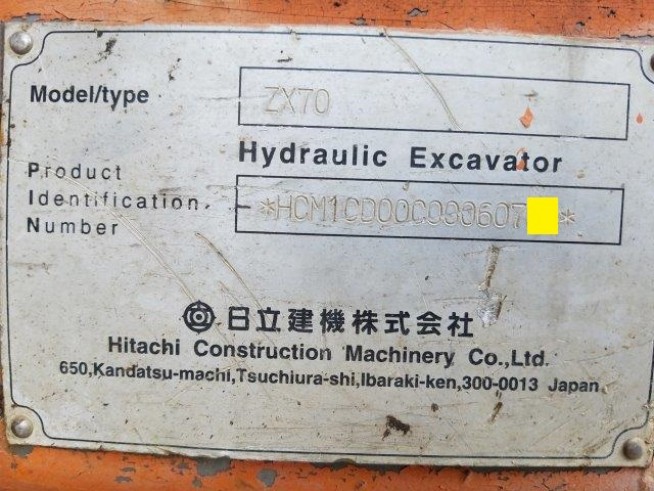 Model/type ZX70
Hydraulic Excavator
Product
Identification
Number
*HCM1CD00C000607 *
日立建機株式会社
Hitachi Construction Machinery Co.,Ltd.
650,Kandatsu-machi,Tsuchiura-shi,Ibaraki-ken,300-0013 Japan